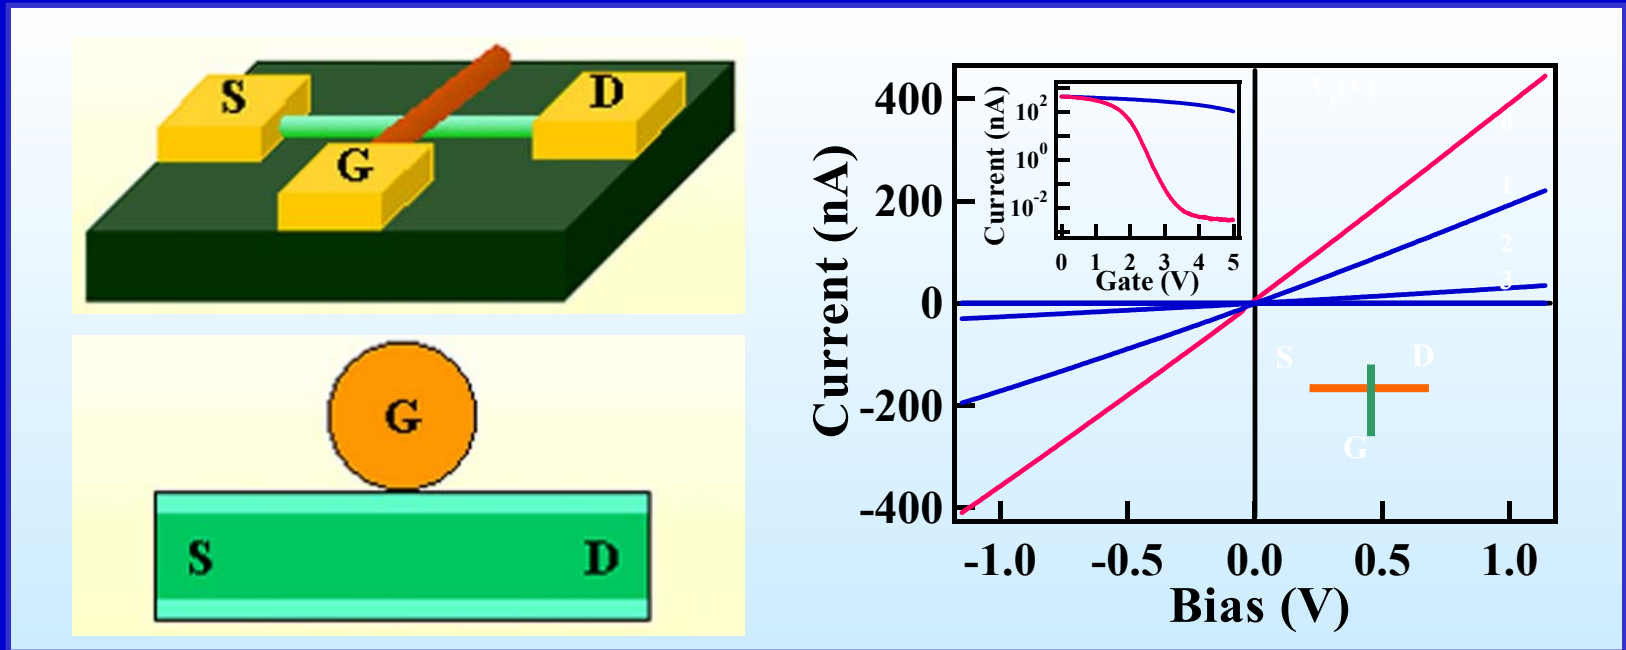 S
D
G
G
S
D
Current (nA)
400
200
0
-200
-400
-1.0
-0.5
0.0
0.5
1.0
Bias (V)
Current (nA)
10²
10⁰
10⁻²
0 1 2 3 4 5
Gate (V)
Vg(V):
1
2
3
S
D
G